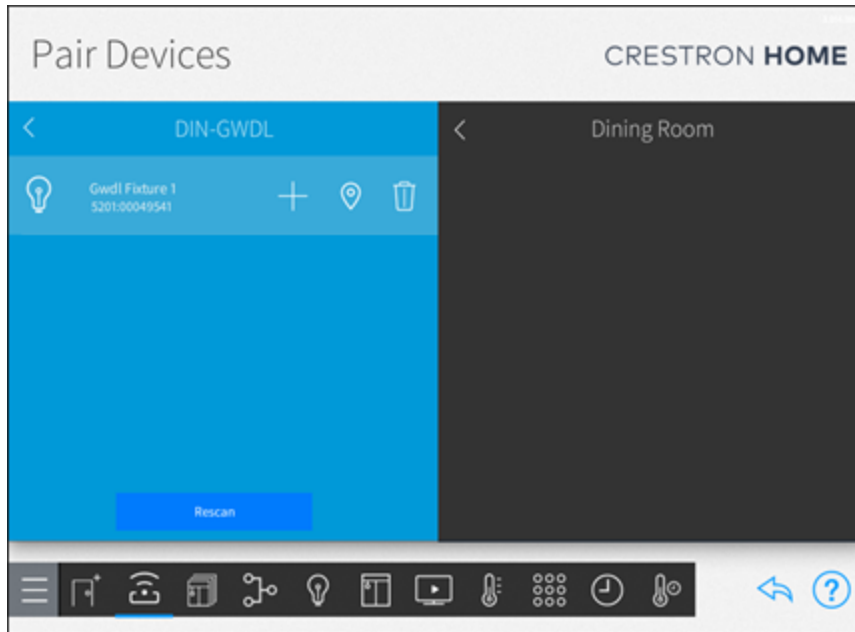 Pair Devices
CRESTRON HOME
DIN-GWDL
Dining Room
Gwdl Fixture 1
5201:00049541
Rescan
?